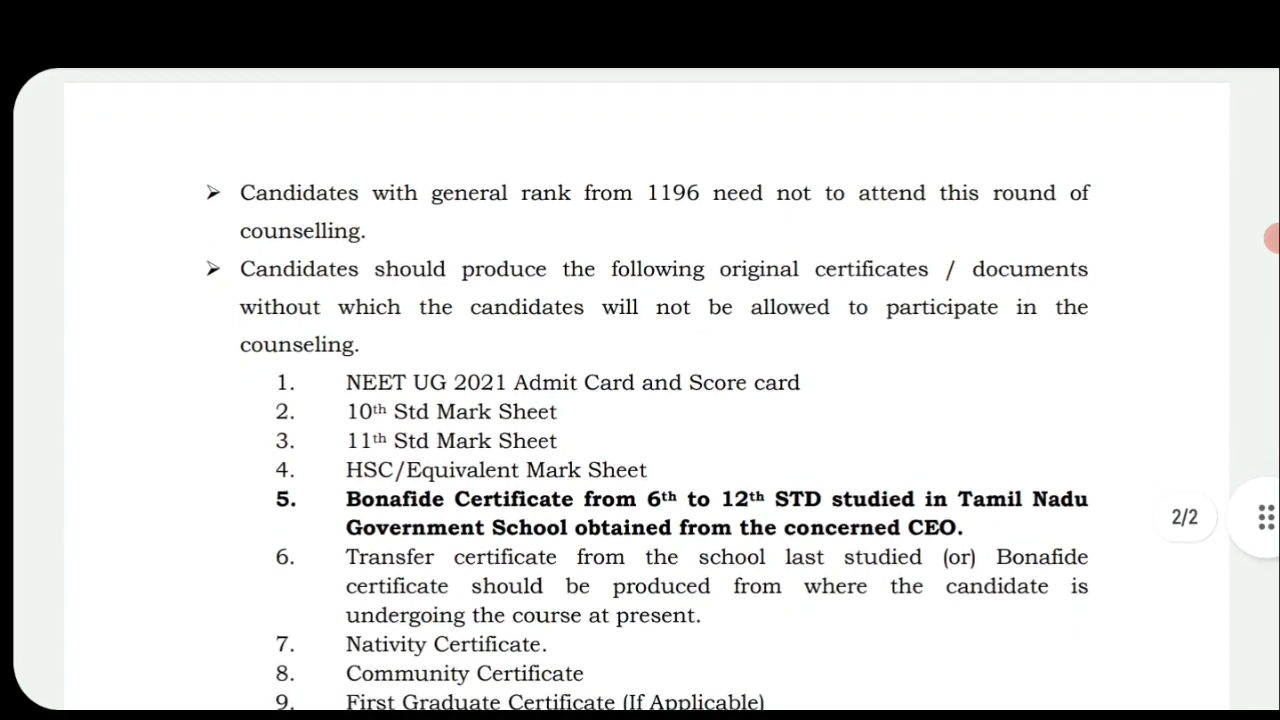 ➢ Candidates with general rank from 1196 need not to attend this round of
counselling.
➢ Candidates should produce the following original certificates / documents
without which the candidates will not be allowed to participate in the
counseling.
1. NEET UG 2021 Admit Card and Score card
2. 10th Std Mark Sheet
3. 11th Std Mark Sheet
4. HSC/Equivalent Mark Sheet
5. Bonafide Certificate from 6th to 12th STD studied in Tamil Nadu
Government School obtained from the concerned CEO.
2/2
6. Transfer certificate from the school last studied (or) Bonafide
certificate should be produced from where the candidate is
undergoing the course at present.
7. Nativity Certificate.
8. Community Certificate
9. First Graduate Certificate (If Applicable)